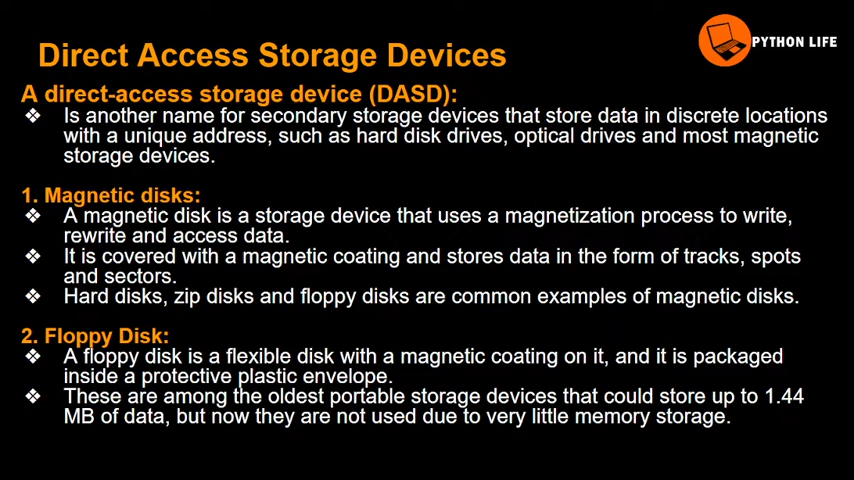 PYTHON LIFE
Direct Access Storage Devices
A direct-access storage device (DASD):
❖ Is another name for secondary storage devices that store data in discrete locations
with a unique address, such as hard disk drives, optical drives and most magnetic
storage devices.
1. Magnetic disks:
❖ A magnetic disk is a storage device that uses a magnetization process to write,
rewrite and access data.
❖ It is covered with a magnetic coating and stores data in the form of tracks, spots
and sectors.
❖ Hard disks, zip disks and floppy disks are common examples of magnetic disks.
2. Floppy Disk:
❖ A floppy disk is a flexible disk with a magnetic coating on it, and it is packaged
inside a protective plastic envelope.
❖ These are among the oldest portable storage devices that could store up to 1.44
MB of data, but now they are not used due to very little memory storage.